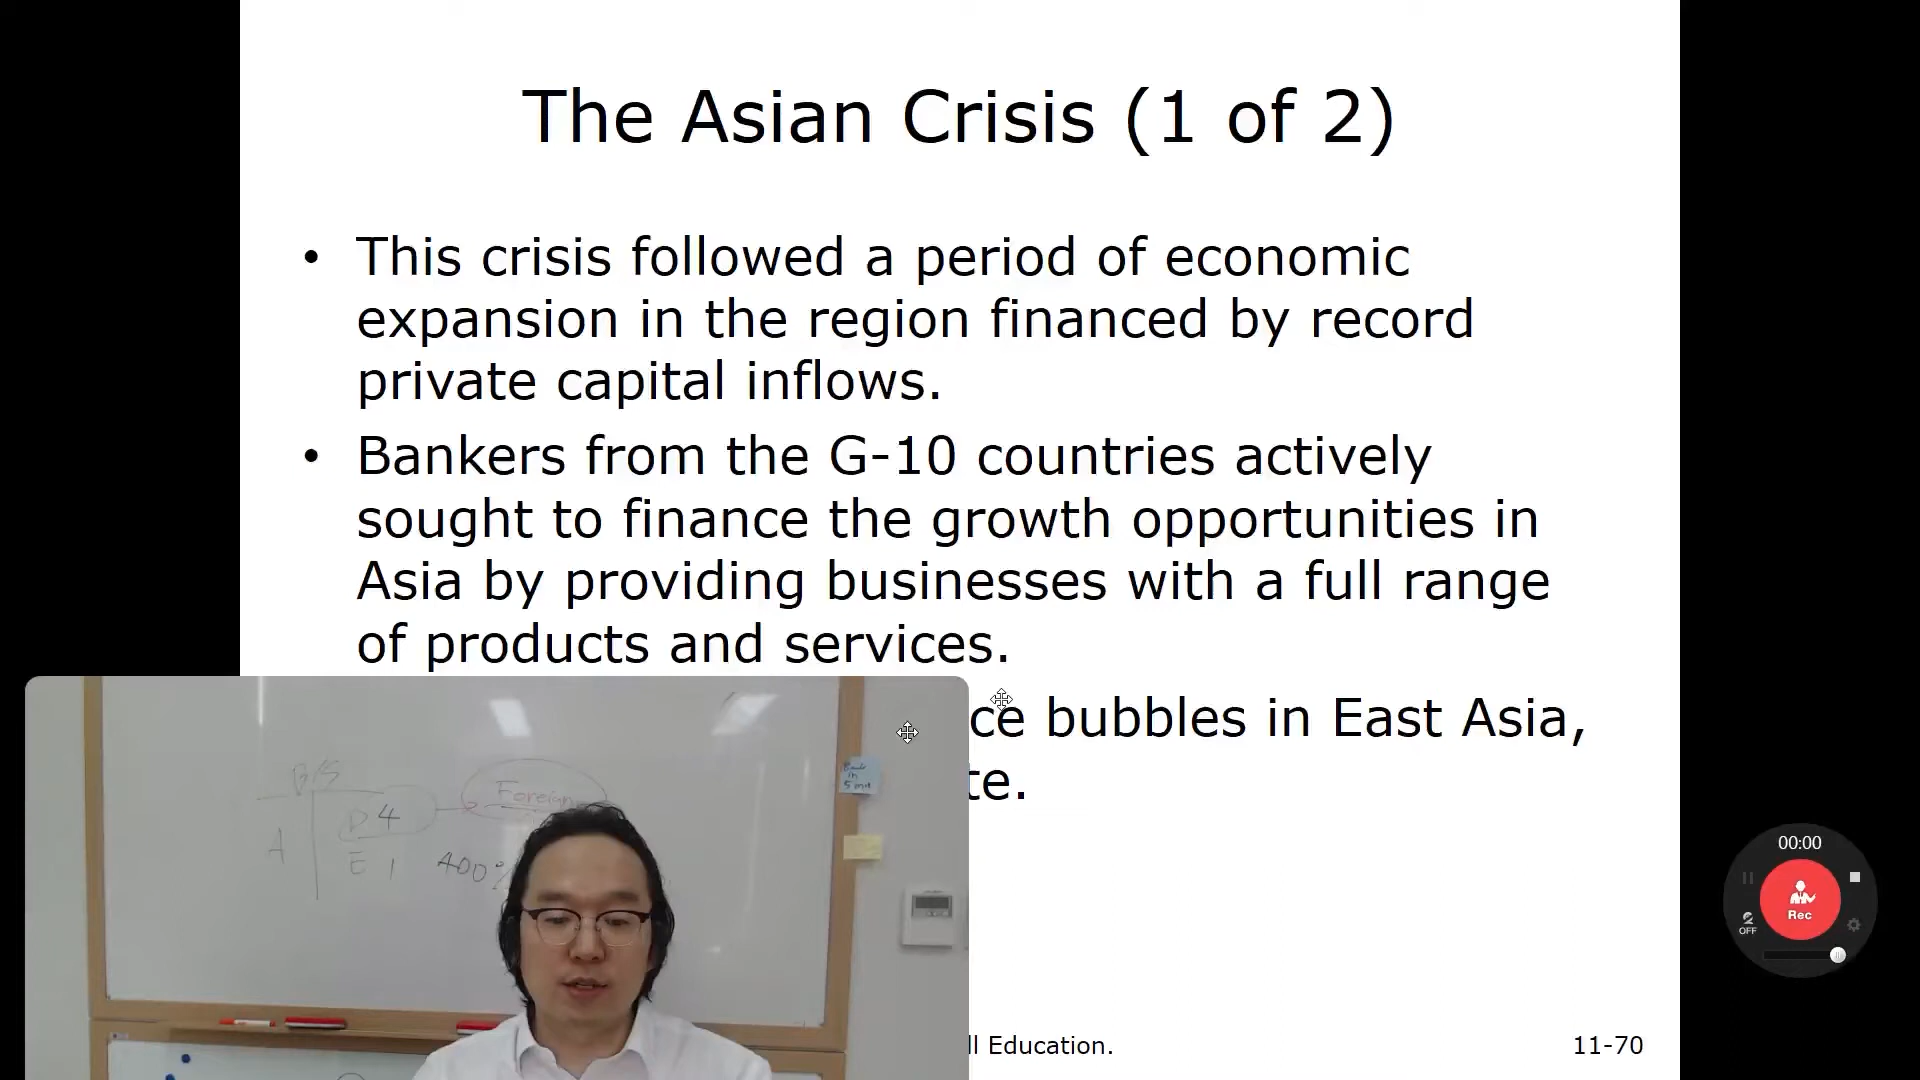 The Asian Crisis (1 of 2)
• This crisis followed a period of economic
expansion in the region financed by record
private capital inflows.
• Bankers from the G-10 countries actively
sought to finance the growth opportunities in
Asia by providing businesses with a full range
of products and services.
bubbles in East Asia,
B/S
Foreign
D 4
A
E 1
400%
in
00:00
Rec
OFF
Education.
11-70